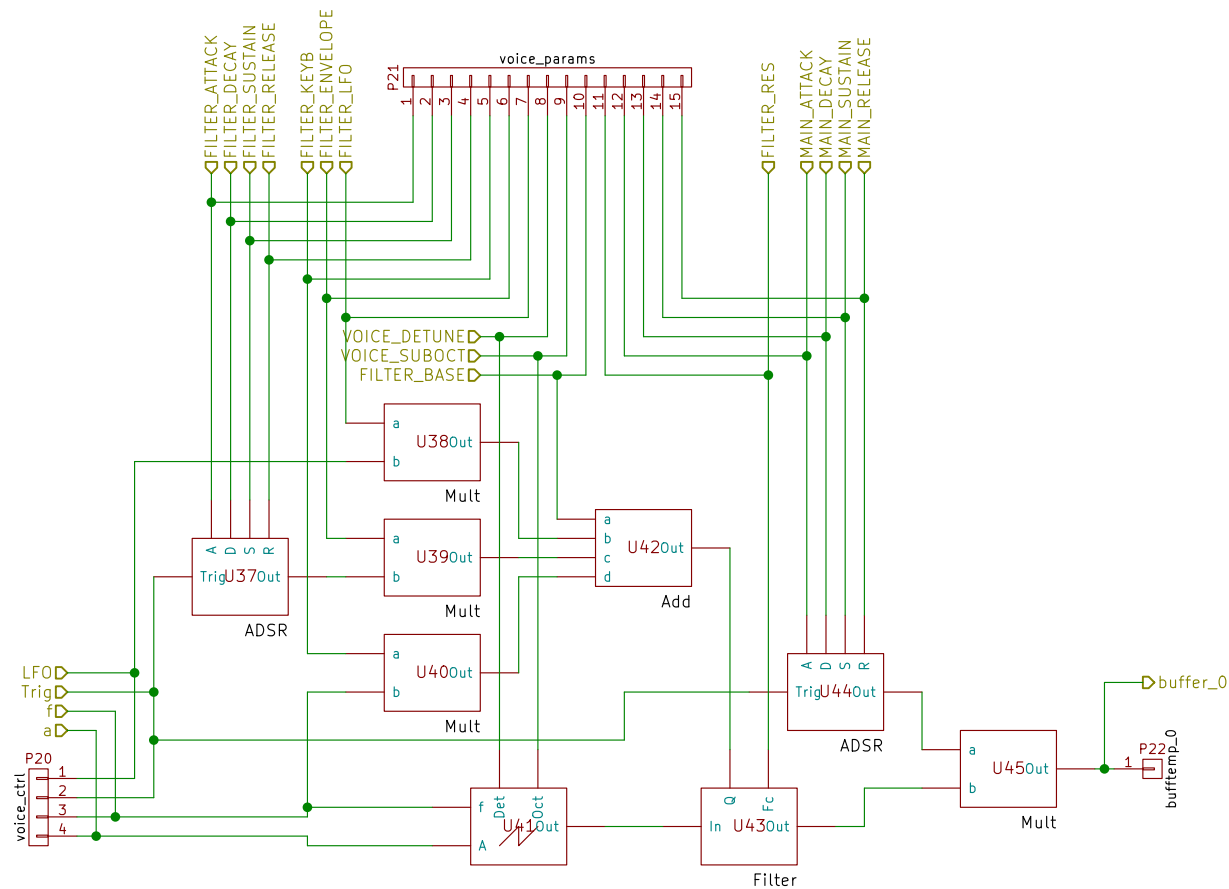 FILTER_ATTACK
FILTER_DECAY
FILTER_SUSTAIN
FILTER_RELEASE
FILTER_KEYB
FILTER_ENVELOPE
FILTER_LFO
P21
voice_params
1
2
3
4
5
6
7
8
9
10
11
12
13
14
15
FILTER_RES
MAIN_ATTACK
MAIN_DECAY
MAIN_SUSTAIN
MAIN_RELEASE
VOICE_DETUNE
VOICE_SUBOCT
FILTER_BASE
a
b
U38
Out
Mult
A
D
S
R
Trig
U37
Out
ADSR
a
b
U39
Out
Mult
a
b
c
d
U42
Out
Add
a
b
U40
Out
Mult
LFO
Trig
f
a
A
D
S
R
Trig
U44
Out
ADSR
buffer_0
P20
voice_ctrl
1
2
3
4
f
A
Det
Oct
U41
Out
Q
Fc
In
U43
Out
Filter
a
b
U45
Out
Mult
P22
1
bufftemp_0